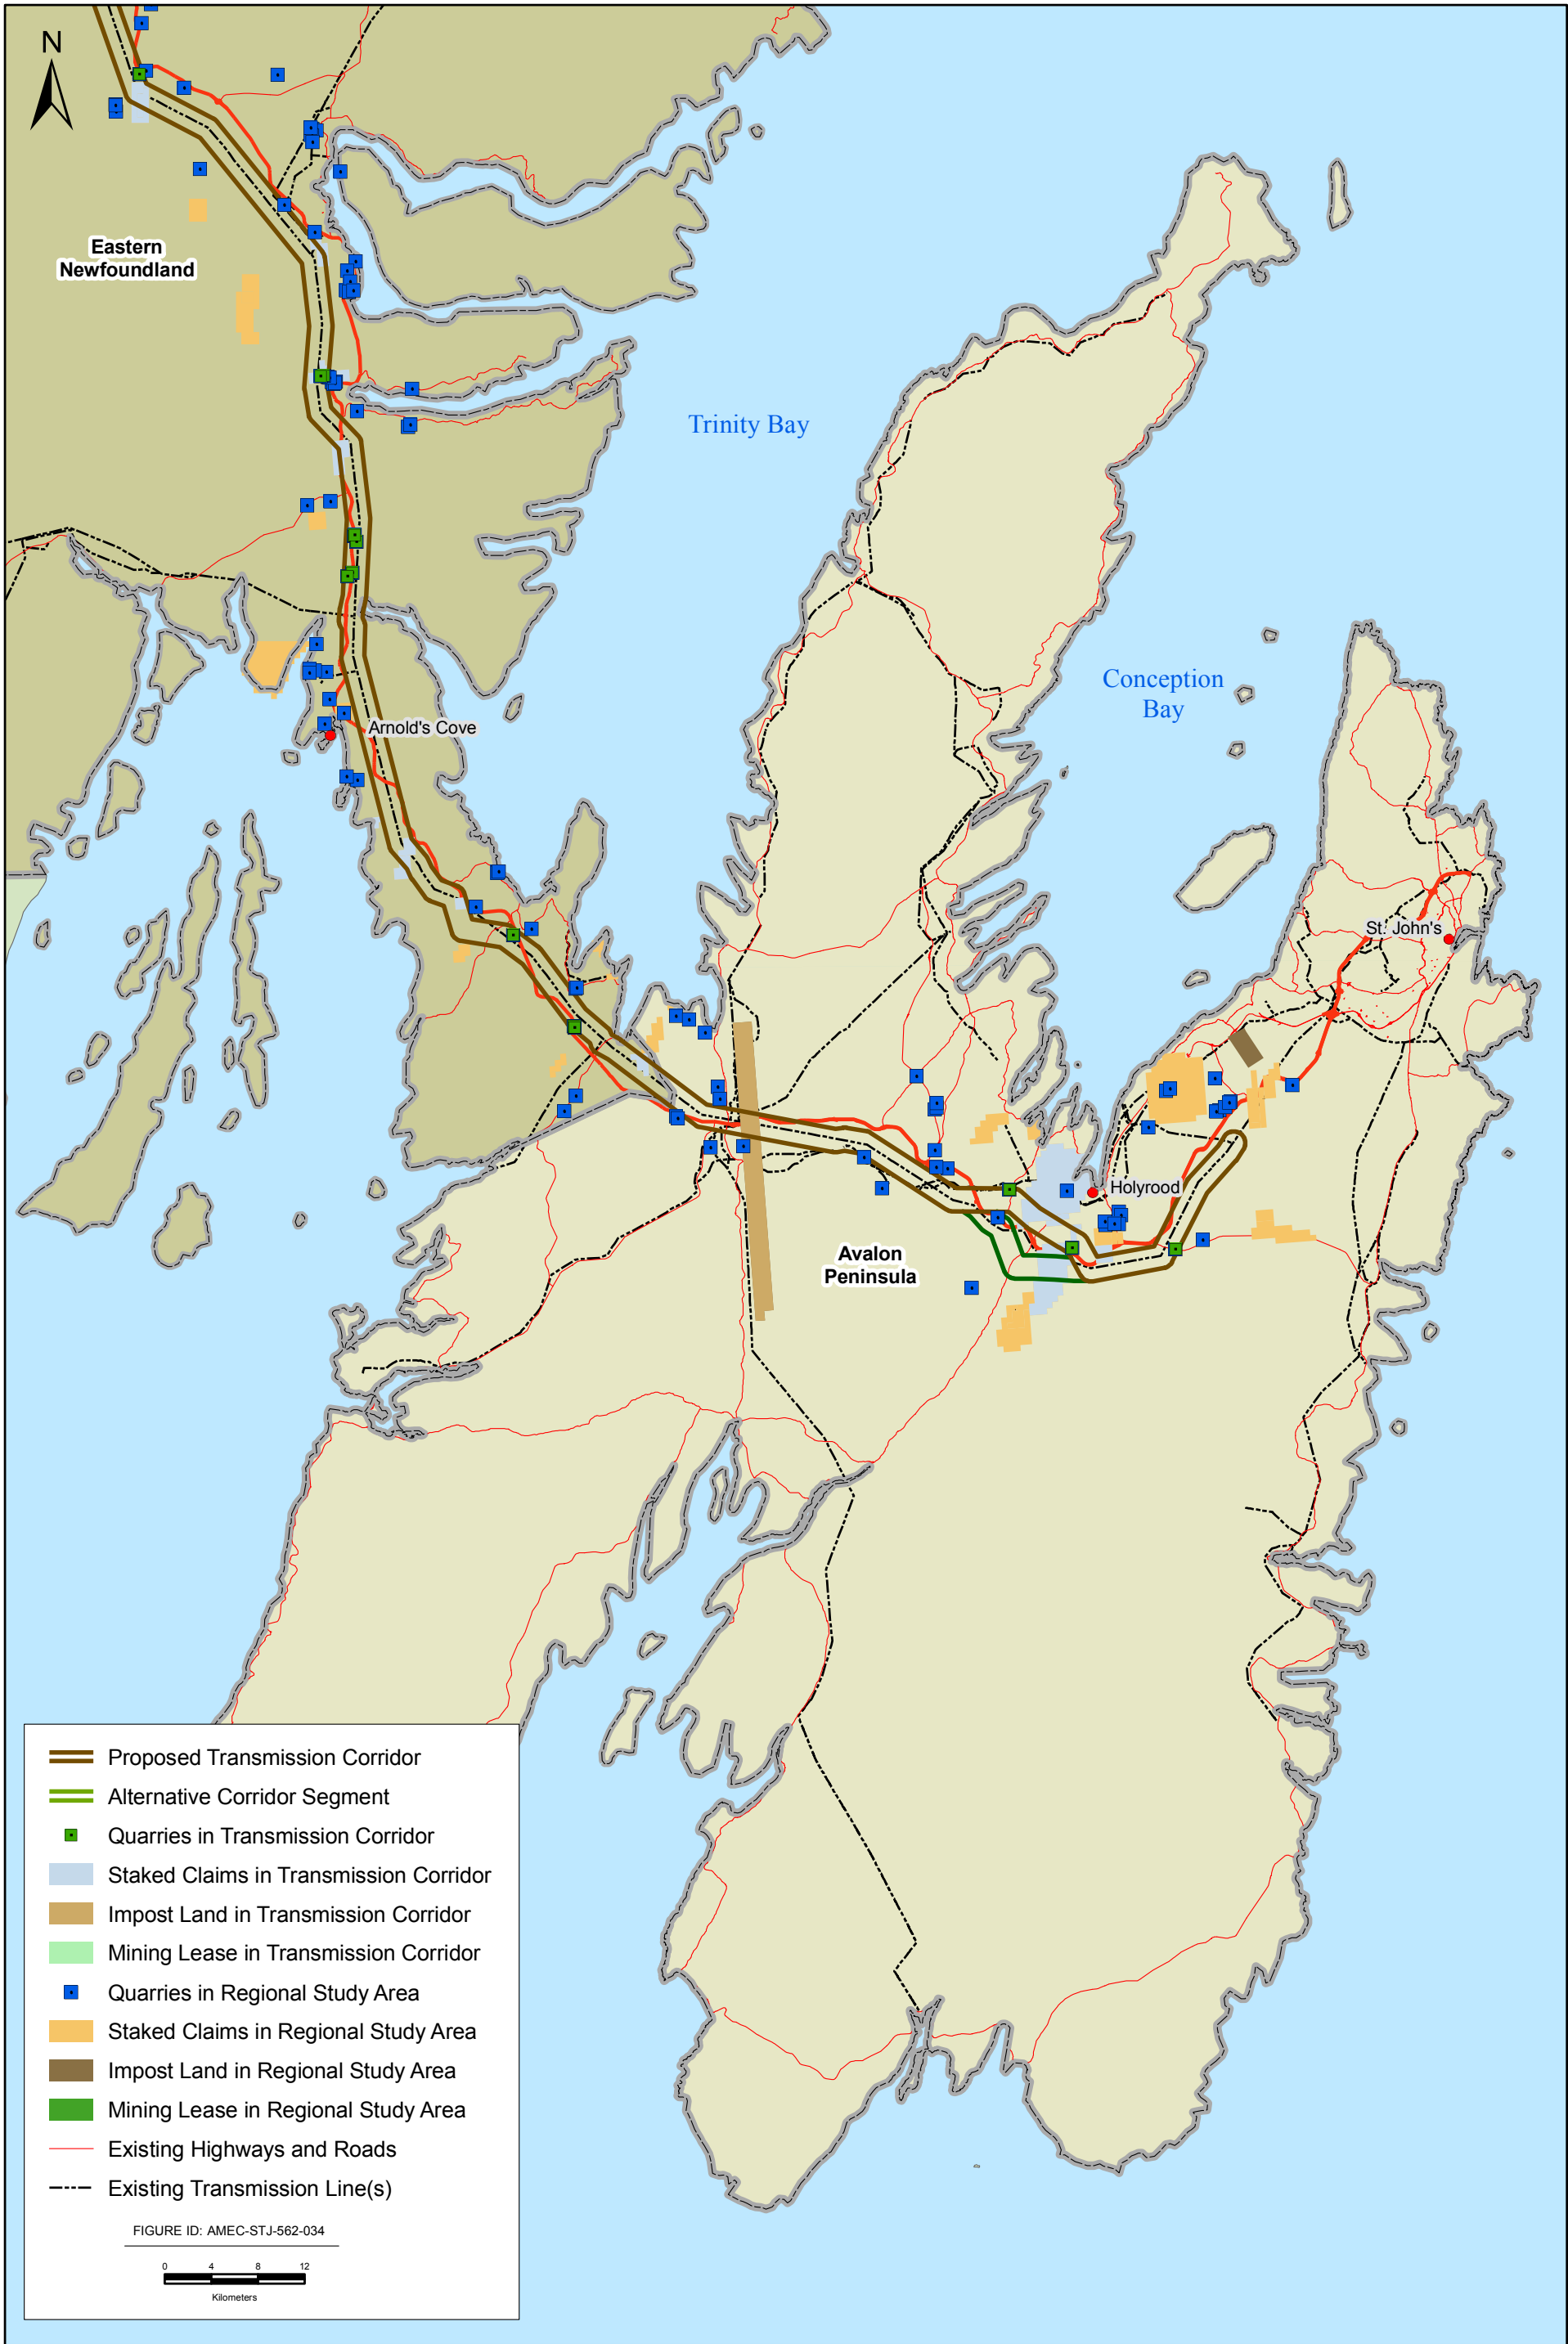 N
Eastern
Newfoundland
Trinity Bay
Conception
Bay
Arnold's Cove
St. John's
Holyrood
Avalon
Peninsula
Proposed Transmission Corridor
Alternative Corridor Segment
Quarries in Transmission Corridor
Staked Claims in Transmission Corridor
Impost Land in Transmission Corridor
Mining Lease in Transmission Corridor
Quarries in Regional Study Area
Staked Claims in Regional Study Area
Impost Land in Regional Study Area
Mining Lease in Regional Study Area
Existing Highways and Roads
Existing Transmission Line(s)
FIGURE ID: AMEC-STJ-562-034
0 4 8 12
Kilometers